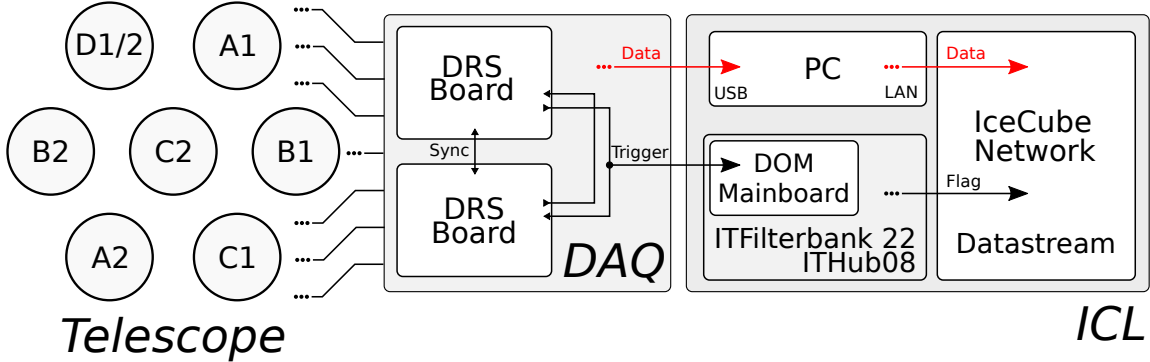 D1/2
A1
B2
C2
B1
A2
C1
Telescope
DRS
Board
Sync
DRS
Board
Trigger
DAQ
Data
PC
USB
LAN
Data
DOM
Mainboard
ITFilterbank 22
ITHub08
Flag
IceCube
Network
Datastream
ICL